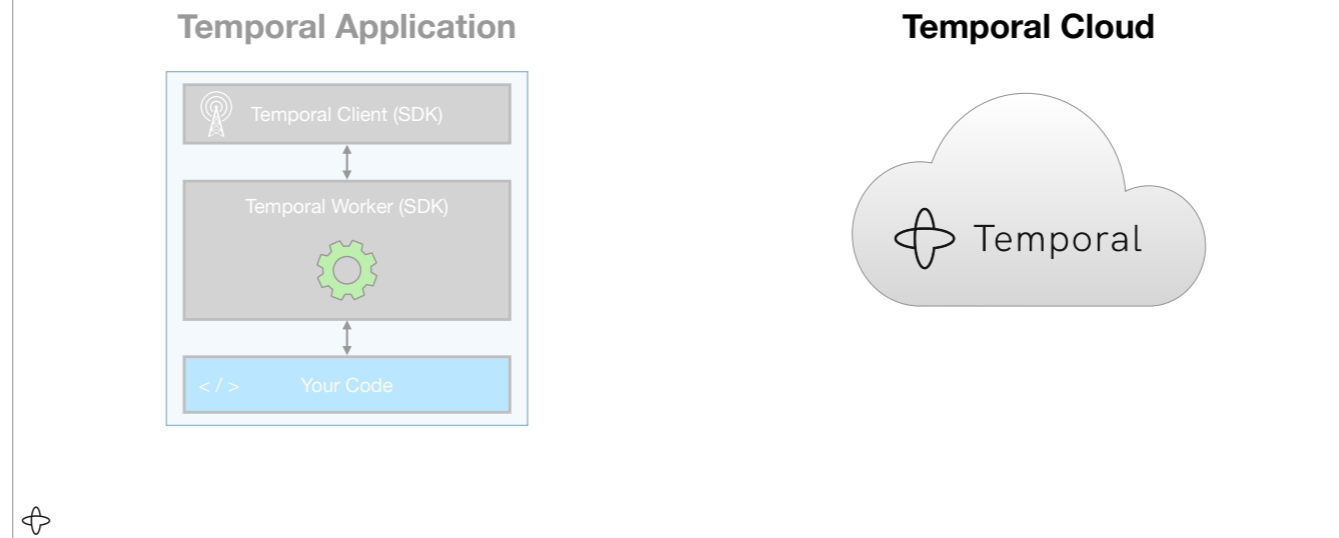 Temporal Application
Temporal Client (SDK)
Temporal Worker (SDK)
< / > Your Code
Temporal Cloud
Temporal